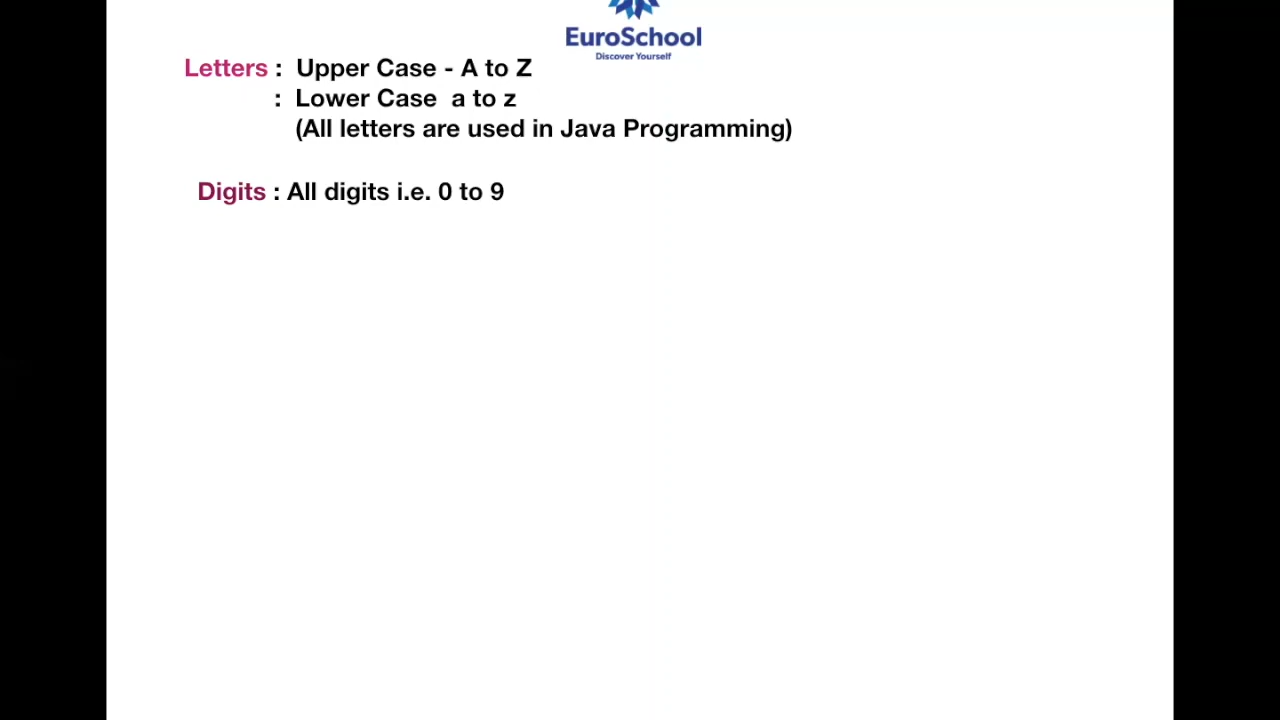 EuroSchool
Discover Yourself
Letters : Upper Case - A to Z
: Lower Case a to z
(All letters are used in Java Programming)
Digits : All digits i.e. 0 to 9